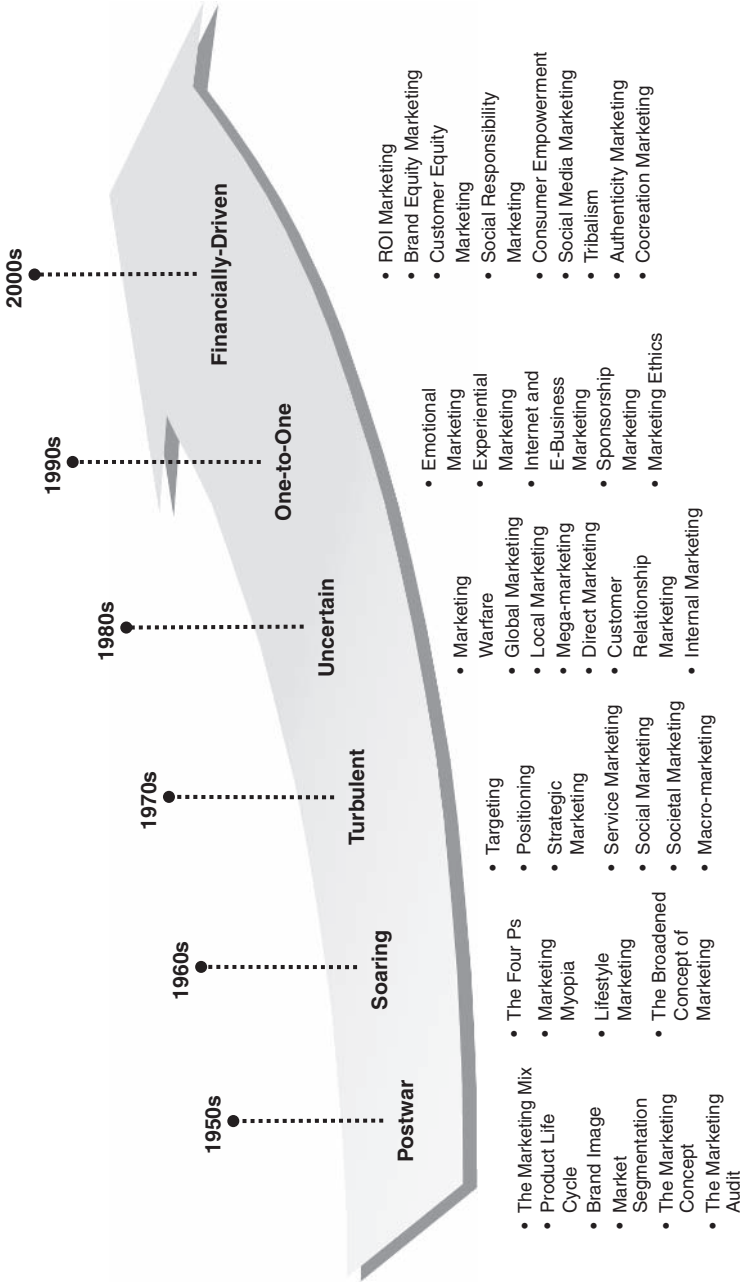 1950s
Postwar
• The Marketing Mix
• Product Life
Cycle
• Brand Image
• Market
Segmentation
• The Marketing
Concept
• The Marketing
Audit
1960s
Soaring
• The Four Ps
• Marketing
Myopia
• Lifestyle
Marketing
• The Broadened
Concept of
Marketing
1970s
Turbulent
• Targeting
• Positioning
• Strategic
Marketing
• Service Marketing
• Social Marketing
• Societal Marketing
• Macro-marketing
1980s
Uncertain
• Marketing
Warfare
• Global Marketing
• Local Marketing
• Mega-marketing
• Direct Marketing
• Customer
Relationship
Marketing
• Internal Marketing
1990s
One-to-One
• Emotional
Marketing
• Experiential
Marketing
• Internet and
E-Business
Marketing
• Sponsorship
Marketing
• Marketing Ethics
2000s
Financially-Driven
• ROI Marketing
• Brand Equity Marketing
• Customer Equity
Marketing
• Social Responsibility
Marketing
• Consumer Empowerment
• Social Media Marketing
• Tribalism
• Authenticity Marketing
• Cocreation Marketing